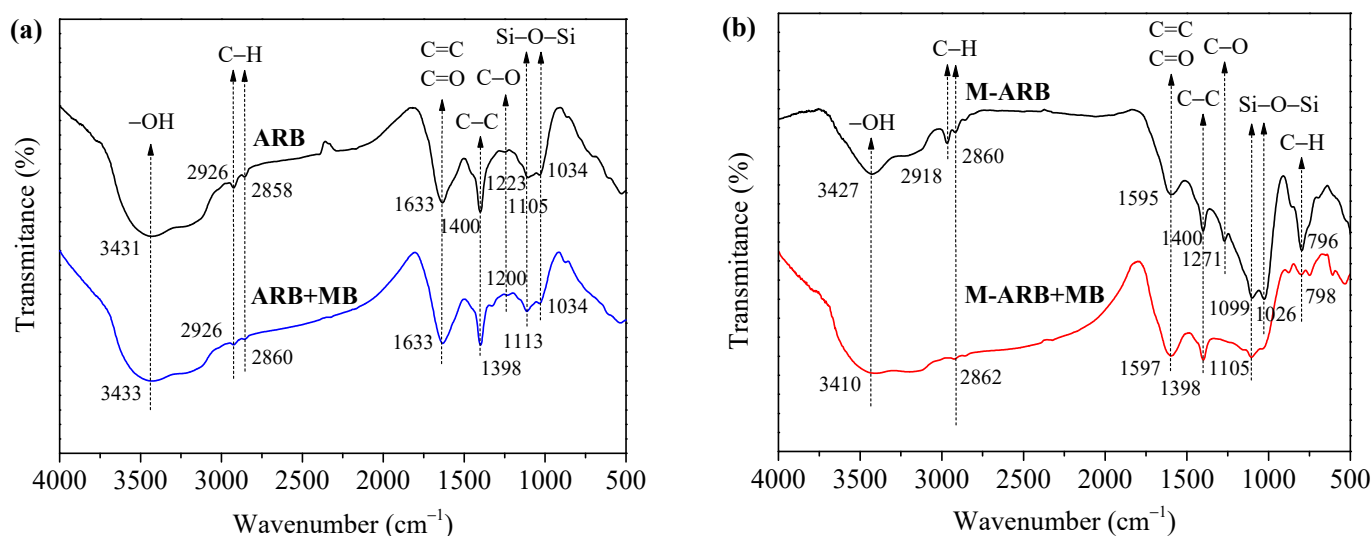 (a)
Si–O–Si
C–H
C=C
C=O
C–O
–OH
ARB
C–C
2926
2858
1223
1034
1633
1400
1105
3431
1200
ARB+MB
1034
2926
2860
1633
1113
1398
3433
4000 3500 3000 2500 2000 1500 1000 500
Wavenumber (cm⁻¹)
Transmitance (%)
(b)
C=C
C–O
C–H
C=O
M-ARB
C–C
Si–O–Si
–OH
C–H
2918
2860
3427
1595
1400
796
1271
1099
1026
798
M-ARB+MB
3410
2862
1597
1105
1398
4000 3500 3000 2500 2000 1500 1000 500
Wavenumber (cm⁻¹)
Transmitance (%)